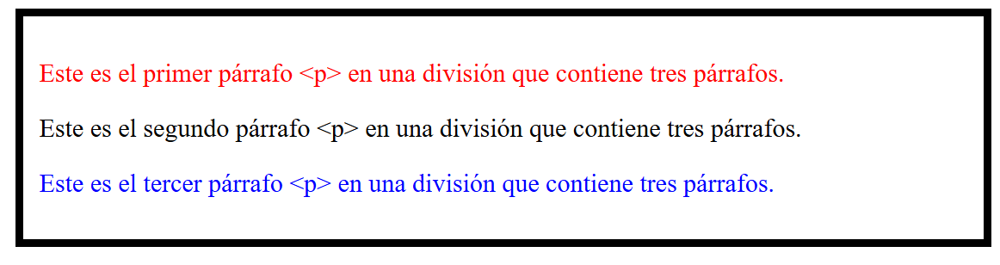 Este es el primer párrafo <p> en una división que contiene tres párrafos.
Este es el segundo párrafo <p> en una división que contiene tres párrafos.
Este es el tercer párrafo <p> en una división que contiene tres párrafos.